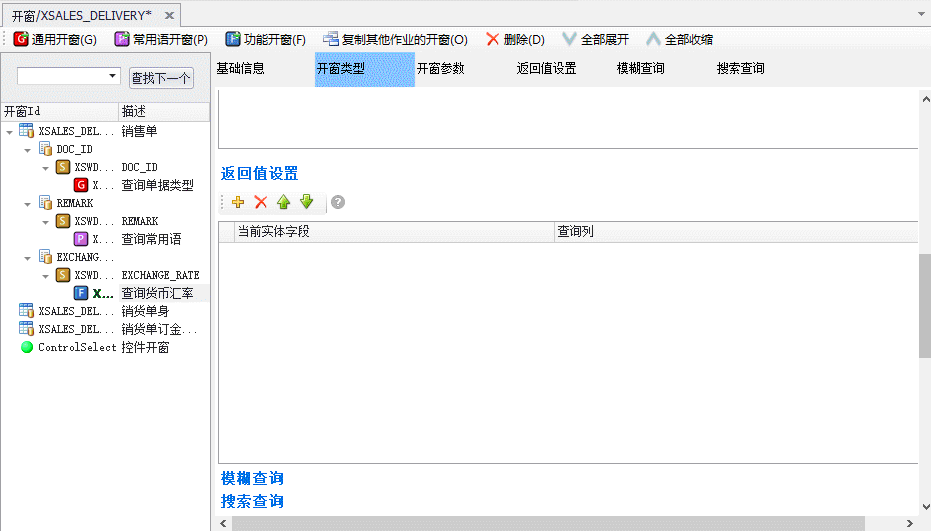 开窗/XSALES_DELIVERY*
通用开窗(G) 常用语开窗(P) 功能开窗(F) 复制其他作业的开窗(O) 删除(D) 全部展开 全部收缩
查找下一个
基础信息 开窗类型 开窗参数 返回值设置 模糊查询 搜索查询
开窗Id 描述
XSALES_DEL... 销售单
DOC_ID
S XSWD... DOC_ID
G X... 查询单据类型
REMARK
S XSWD... REMARK
P X... 查询常用语
EXCHANG...
S XSWD... EXCHANGE_RATE
F X... 查询货币汇率
XSALES_DEL... 销货单身
XSALES_DEL... 销货单订金...
ControlSelect 控件开窗
返回值设置
当前实体字段 查询列
模糊查询
搜索查询